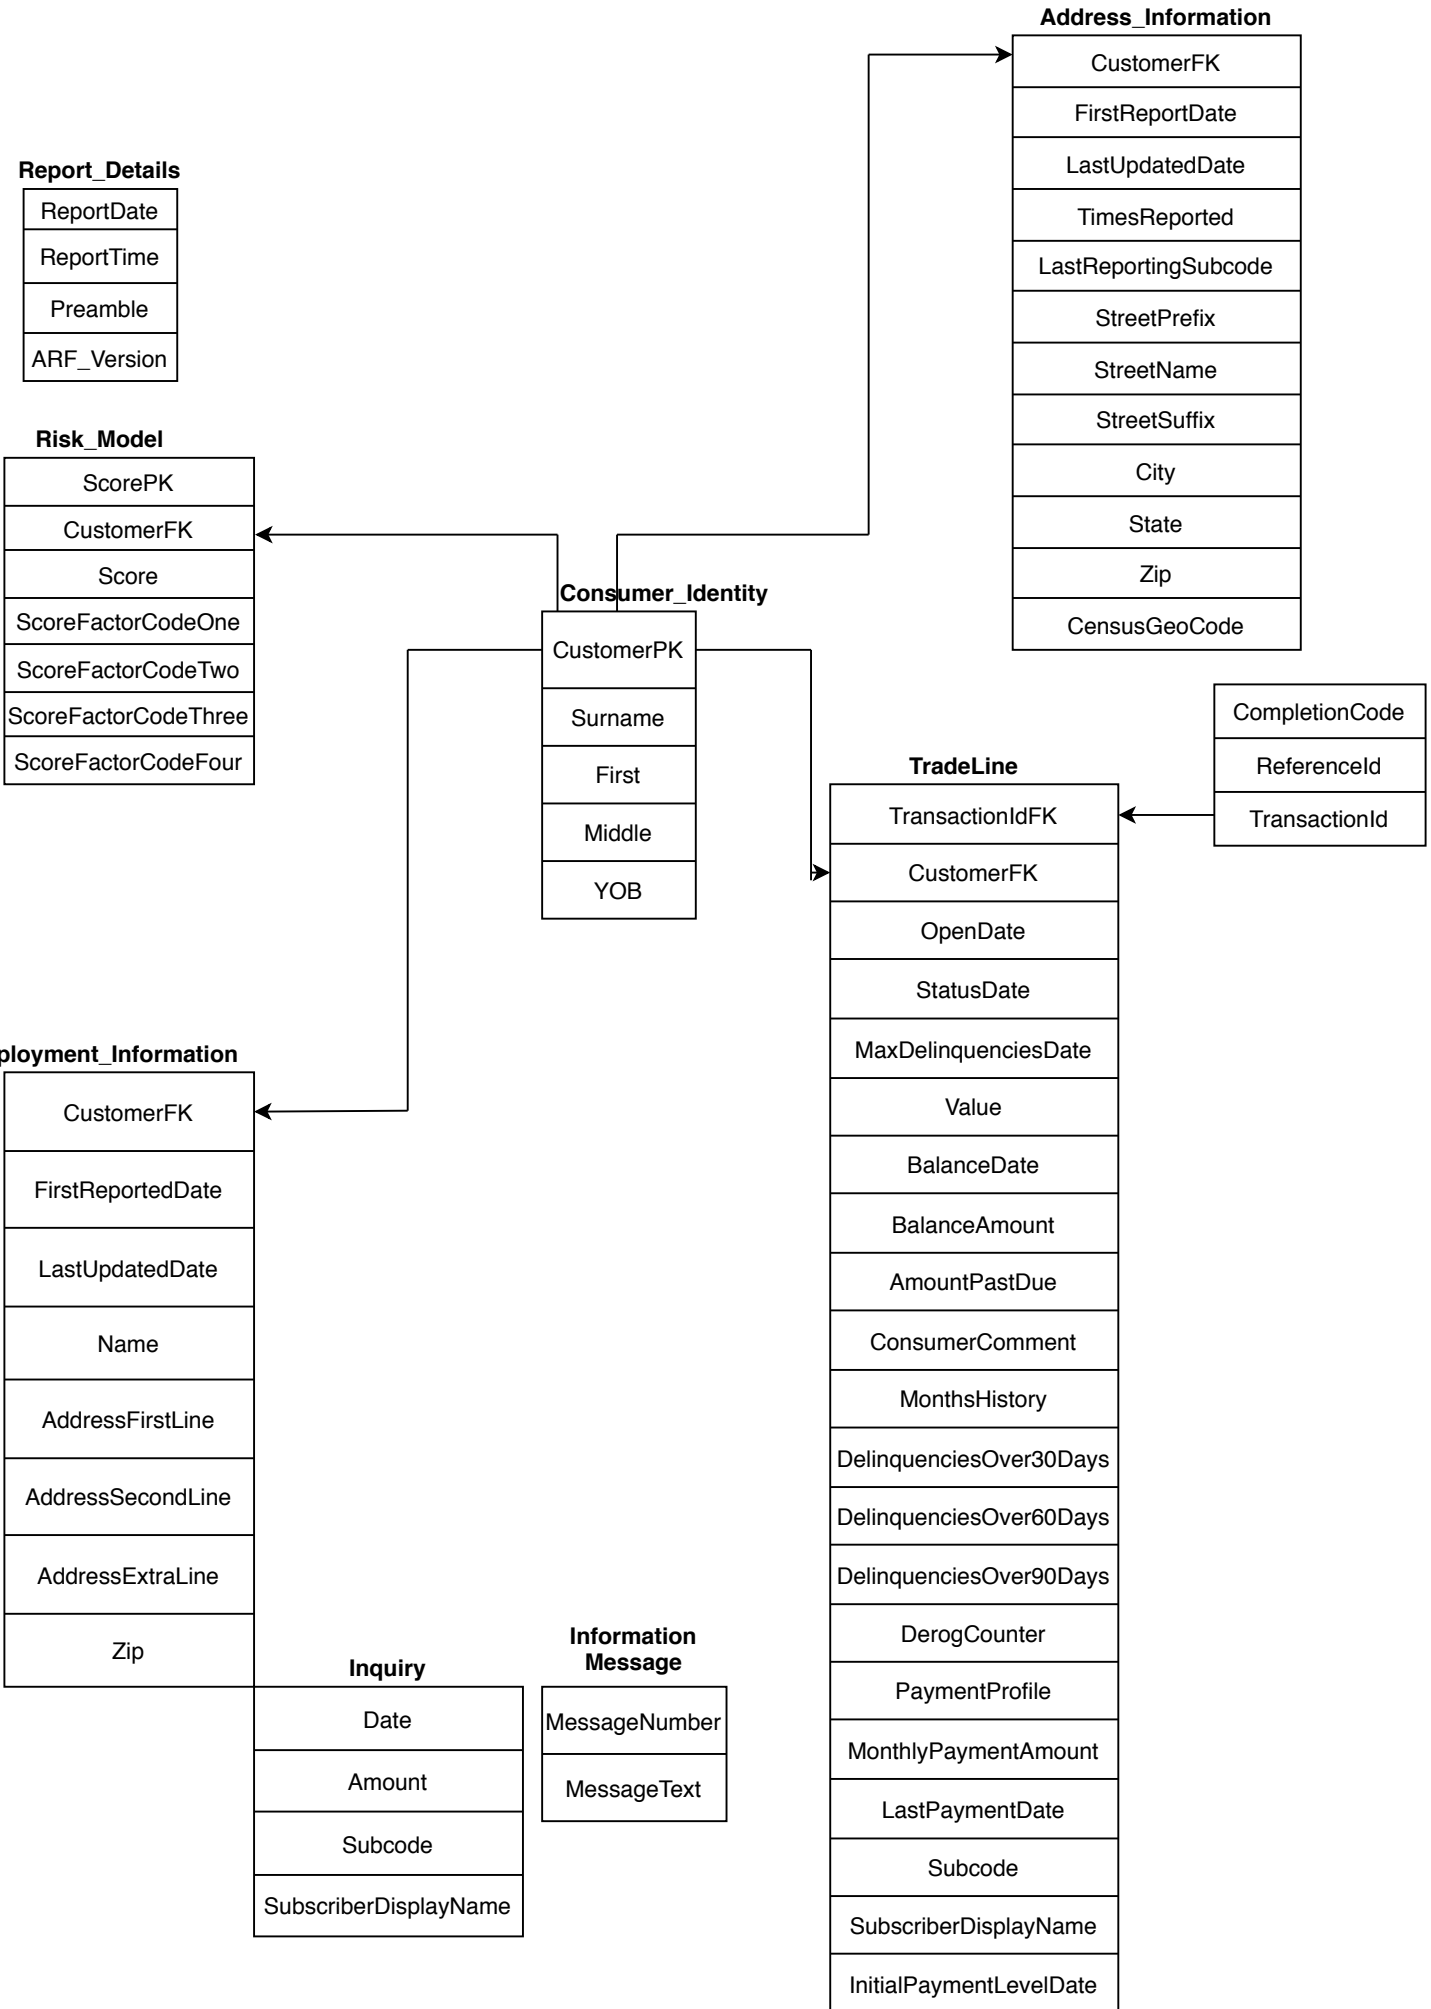 Address_Information
CustomerFK
FirstReportDate
LastUpdatedDate
TimesReported
LastReportingSubcode
StreetPrefix
StreetName
StreetSuffix
City
State
Zip
CensusGeoCode
Report_Details
ReportDate
ReportTime
Preamble
ARF_Version
Risk_Model
ScorePK
CustomerFK
Score
ScoreFactorCodeOne
ScoreFactorCodeTwo
ScoreFactorCodeThree
ScoreFactorCodeFour
Consumer_Identity
CustomerPK
Surname
First
Middle
YOB
CompletionCode
ReferenceId
TransactionId
TradeLine
TransactionIdFK
CustomerFK
OpenDate
StatusDate
MaxDelinquenciesDate
Value
BalanceDate
BalanceAmount
AmountPastDue
ConsumerComment
MonthsHistory
DelinquenciesOver30Days
DelinquenciesOver60Days
DelinquenciesOver90Days
DerogCounter
PaymentProfile
MonthlyPaymentAmount
LastPaymentDate
Subcode
SubscriberDisplayName
InitialPaymentLevelDate
ployment_Information
CustomerFK
FirstReportedDate
LastUpdatedDate
Name
AddressFirstLine
AddressSecondLine
AddressExtraLine
Zip
Inquiry
Date
Amount
Subcode
SubscriberDisplayName
Information
Message
MessageNumber
MessageText